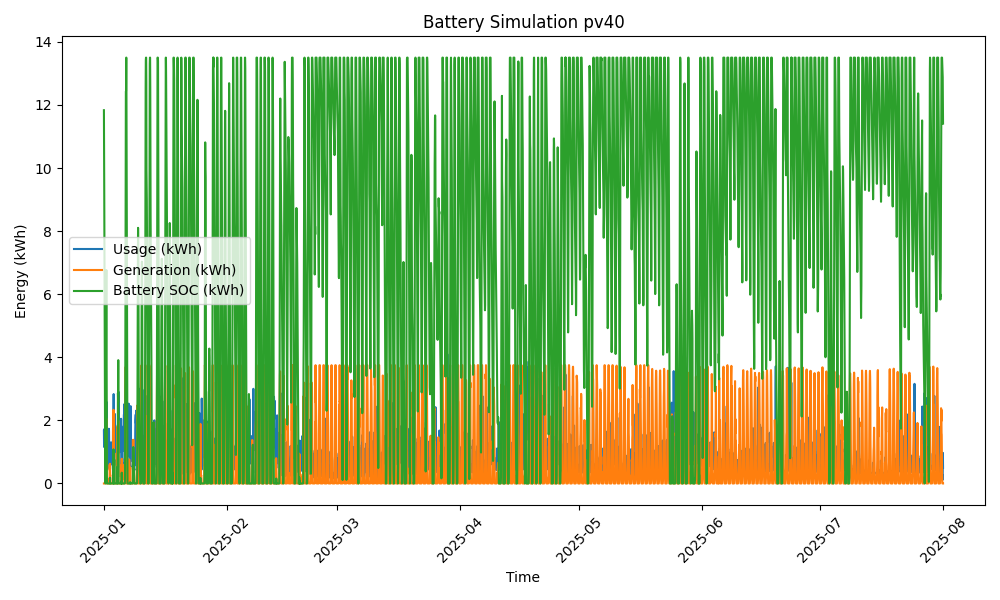 Battery Simulation pv40
Energy (kWh)
14
12
10
8
6
4
2
0
Usage (kWh)
Generation (kWh)
Battery SOC (kWh)
2025-01
2025-02
2025-03
2025-04
2025-05
2025-06
2025-07
2025-08
Time